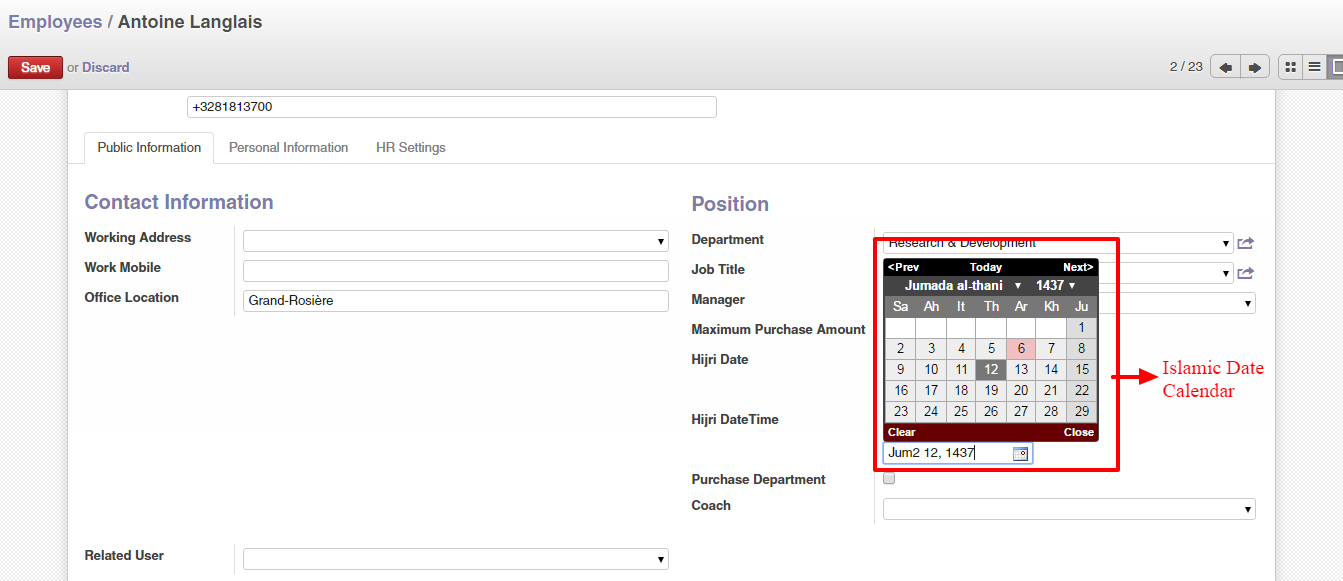 Employees / Antoine Langlais
Save or Discard
2 / 23
+3281813700
Public Information Personal Information HR Settings
Contact Information
Working Address
Work Mobile
Office Location Grand-Rosière
Related User
Position
Department Research & Development
Job Title
Manager
Maximum Purchase Amount
Hijri Date
Hijri DateTime
<Prev Today Next>
Jumada al-thani 1437
Sa Ah It Th Ar Kh Ju
1
2 3 4 5 6 7 8
9 10 11 12 13 14 15
16 17 18 19 20 21 22
23 24 25 26 27 28 29
Clear Close
Jum2 12, 1437
Purchase Department
Coach
Islamic Date
Calendar